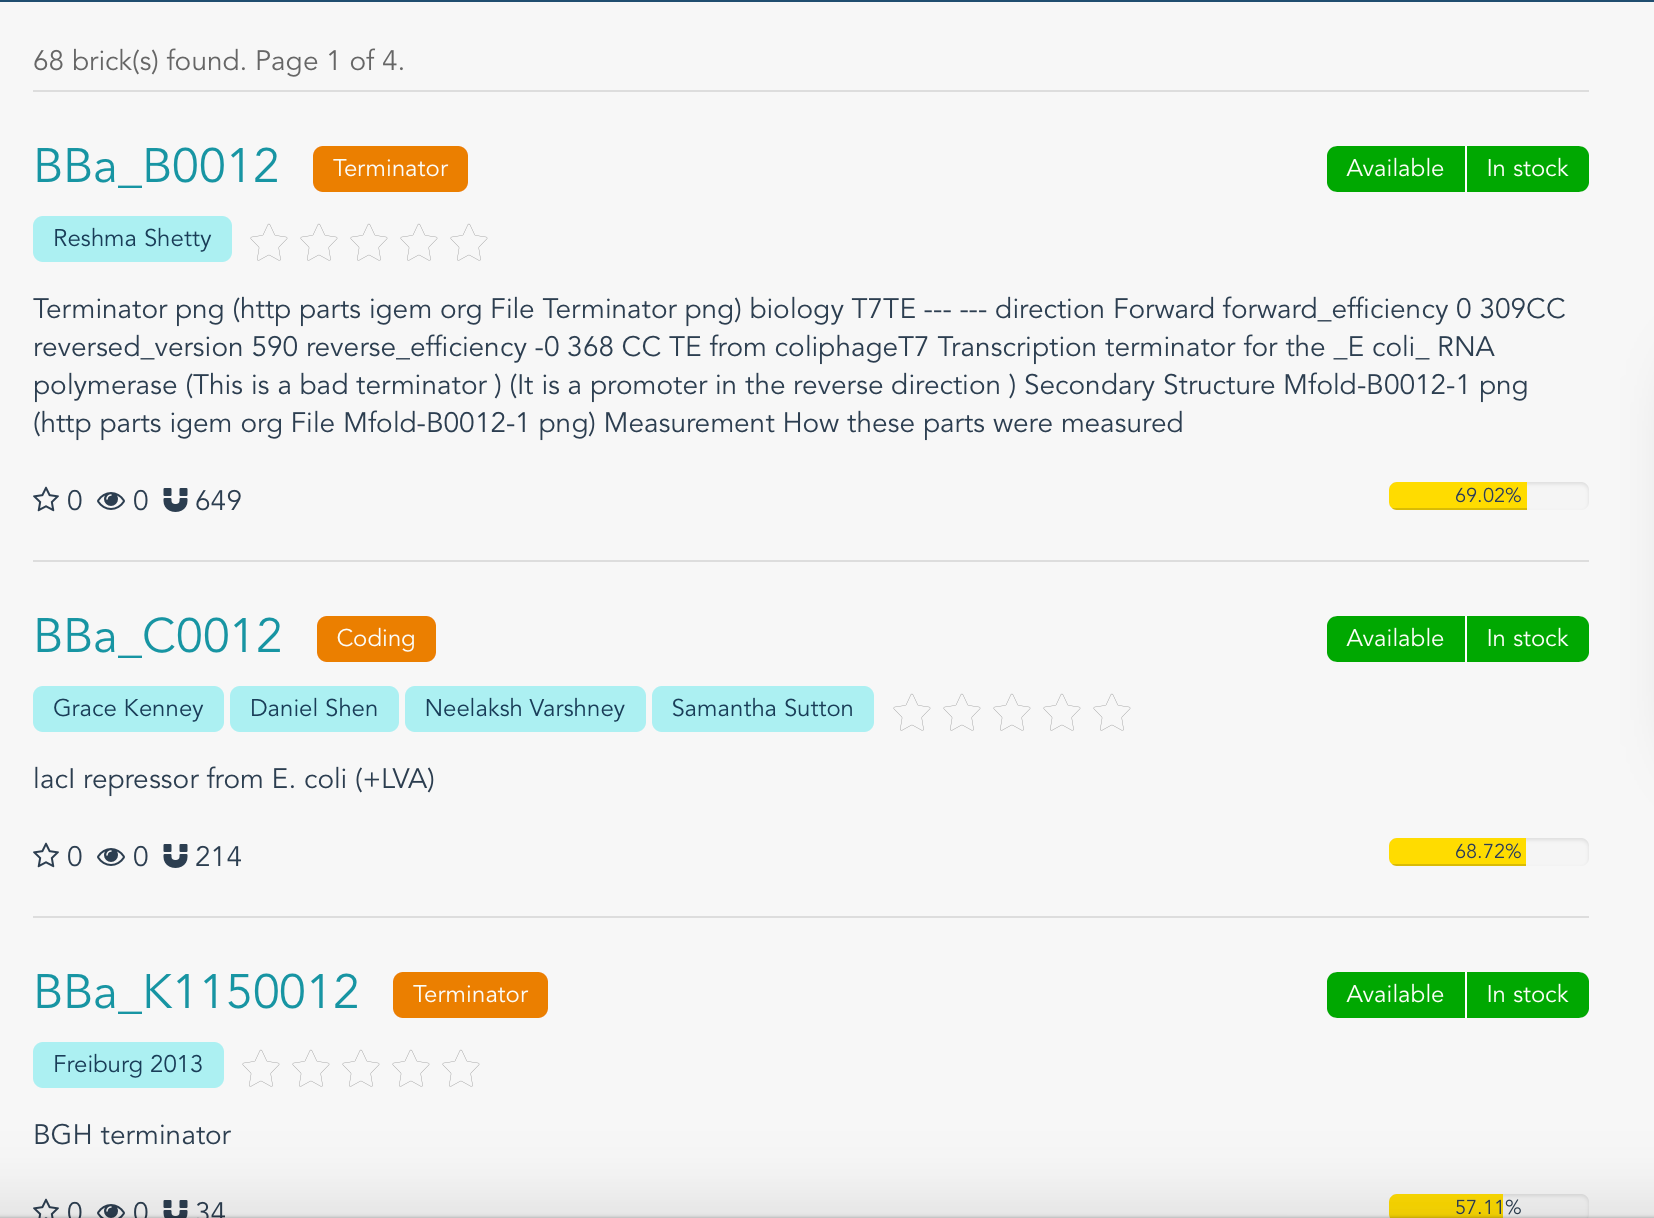 68 brick(s) found. Page 1 of 4.
BBa_B0012 Terminator Available In stock
Reshma Shetty
Terminator png (http parts igem org File Terminator png) biology T7TE --- --- direction Forward forward_efficiency 0 309CC
reversed_version 590 reverse_efficiency -0 368 CC TE from coliphageT7 Transcription terminator for the _E coli_ RNA
polymerase (This is a bad terminator ) (It is a promoter in the reverse direction ) Secondary Structure Mfold-B0012-1 png
(http parts igem org File Mfold-B0012-1 png) Measurement How these parts were measured
0 0 649 69.02%
BBa_C0012 Coding Available In stock
Grace Kenney Daniel Shen Neelaksh Varshney Samantha Sutton
lacI repressor from E. coli (+LVA)
0 0 214 68.72%
BBa_K1150012 Terminator Available In stock
Freiburg 2013
BGH terminator
0 0 34 57.11%